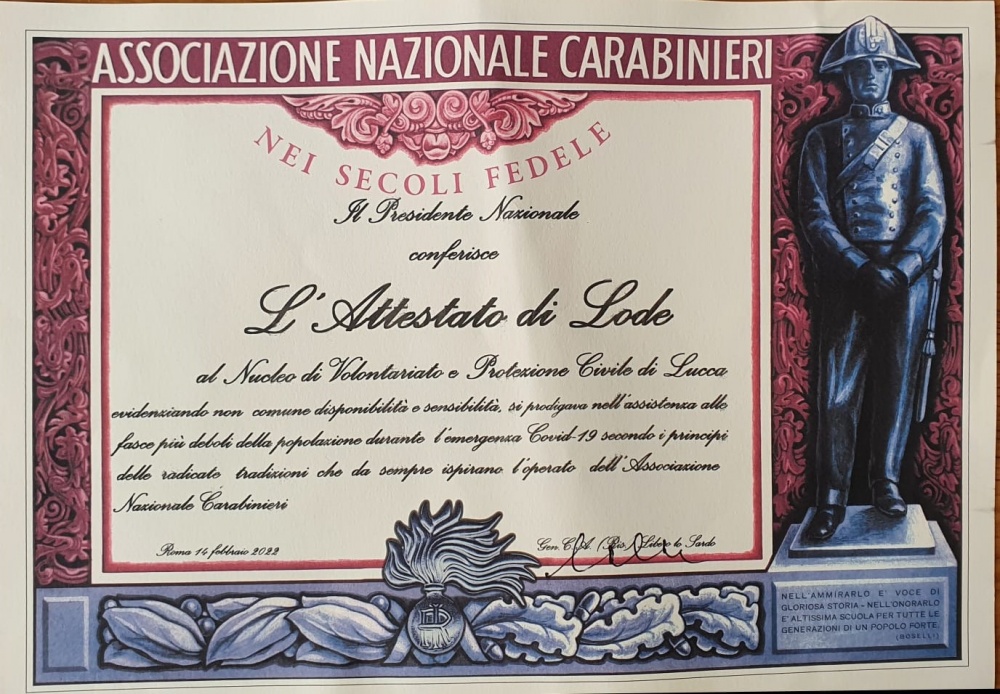 ASSOCIAZIONE NAZIONALE CARABINIERI
NEI SECOLI FEDELE
Il Presidente Nazionale
conferisce
L'Attestato di Lode
al Nucleo di Volontariato e Protezione Civile di Lucca
evidenziando non comune disponibilità e sensibilità, si prodigava nell'assistenza alle
fasce più deboli della popolazione durante l'emergenza Covid-19 secondo i principi
delle radicate tradizioni che da sempre ispirano l'operato dell'Associazione
Nazionale Carabinieri
Roma 14 febbraio 2022
Gen. C.A. (Ris.) Libero lo Sardo
NELL'AMMIRARLO E' VOCE DI
GLORIOSA STORIA - NELL'ONORARLO
E' ALTISSIMA SCUOLA PER TUTTE LE
GENERAZIONI DI UN POPOLO FORTE
(BOSELLI)